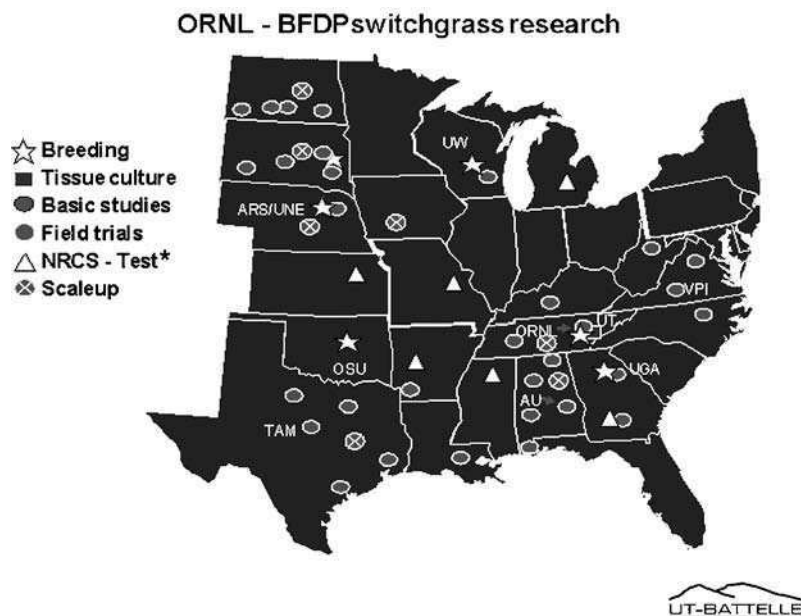 ORNL - BFDPswitchgrass research
Breeding
Tissue culture
Basic studies
Field trials
NRCS - Test*
Scaleup
UW
ARS/UNE
VPI
ORNL
UT
OSU
UGA
AU
TAM
UT-BATTELLE